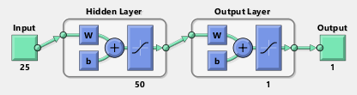 Hidden Layer
Output Layer
Input
Output
W
W
b
b
25
50
1
1